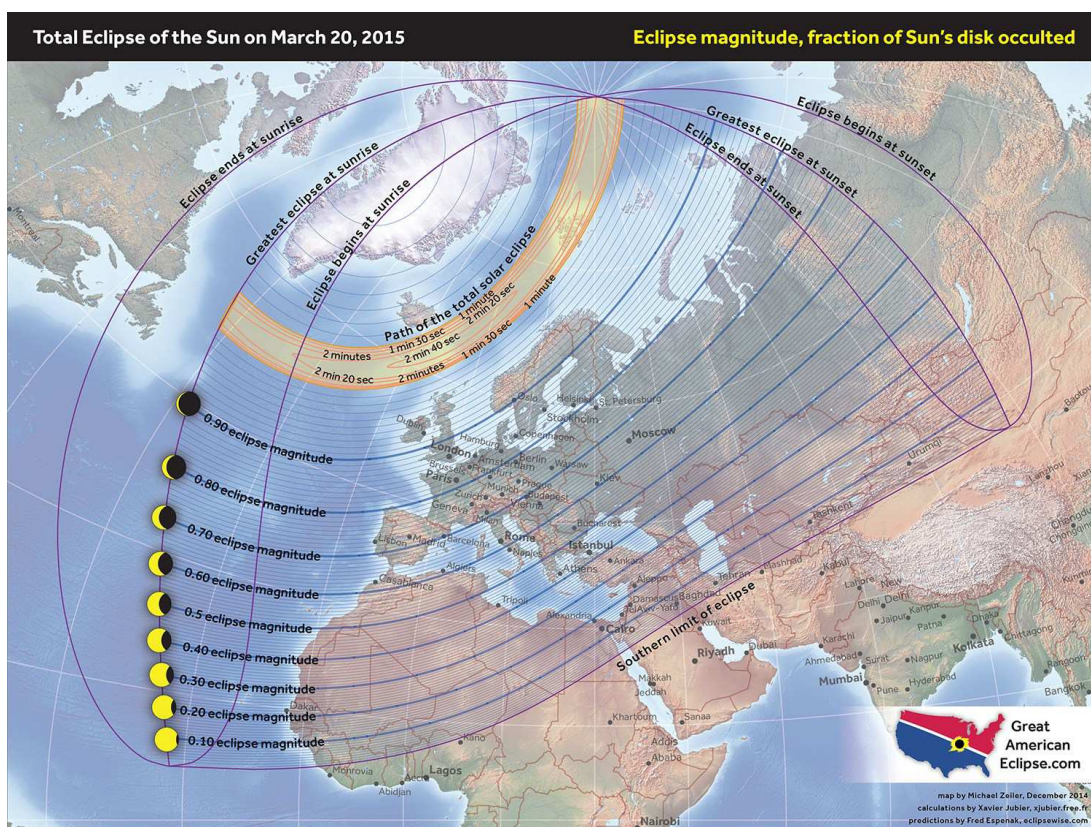 Total Eclipse of the Sun on March 20, 2015
Eclipse magnitude, fraction of Sun's disk occulted
Eclipse ends at sunrise
Greatest eclipse at sunrise
Eclipse begins at sunrise
Greatest eclipse at sunset
Eclipse ends at sunset
Eclipse begins at sunset
Montreal
Path of the total solar eclipse
1 minute
1 min 30 sec
2 minutes
2 min 20 sec
2 min 40 sec
1 minute
2 min 20 sec
2 minutes
1 min 30 sec
0.90 eclipse magnitude
0.80 eclipse magnitude
0.70 eclipse magnitude
0.60 eclipse magnitude
0.5 eclipse magnitude
0.40 eclipse magnitude
0.30 eclipse magnitude
0.20 eclipse magnitude
0.10 eclipse magnitude
Oslo
Helsinki
St. Petersburg
Stockholm
Dublin
Copenhagen
Moscow
Hamburg
London
Amsterdam
Berlin
Warsaw
Brussels
Frankfurt
Paris
Prague
Kiev
Munich
Zurich
Budapest
Vienna
Geneva
Milan
Bucharest
Lisbon
Madrid
Barcelona
Rome
Naples
Istanbul
Ankara
Athens
Algiers
Casablanca
Tripoli
Aleppo
Tehran
Mashhad
Damascus
Baghdad
Tel Aviv-Yafo
Alexandria
Cairo
Kuwait
Southern limit of eclipse
Urumqi
Tashkent
Kabul
Lanzhou
Lahore
New
Delhi
Delhi
Kanpur
Jaipur
Patna
Dhaka
Karachi
Kolkata
Chittagong
Ahmedabad
Surat
Nagpur
Mumbai
Pune
Hyderabad
Rangoon
Bangkok
Riyadh
Dubai
Makkah
Jeddah
Dakar
Khartoum
Sanaa
Kano
Addis
Ababa
Monrovia
Accra
Lagos
Abidjan
Nairobi
Great
American
Eclipse.com
map by Michael Zeiler, December 2014
calculations by Xavier Jubier, xjubier.free.fr
predictions by Fred Espenak, eclipsewise.com